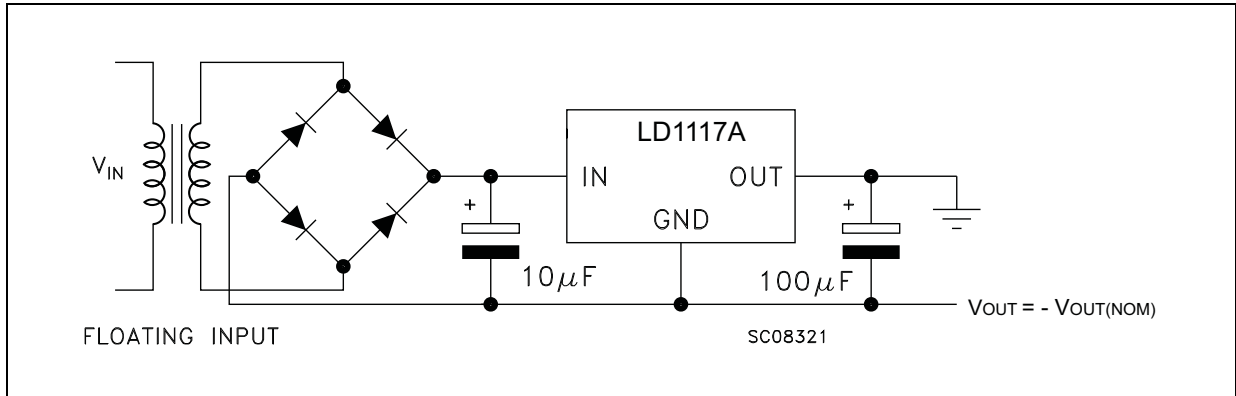 LD1117A
V_IN
IN OUT
+
+
GND
10μF
100μF
VOUT = - VOUT(NOM)
FLOATING INPUT
SC08321